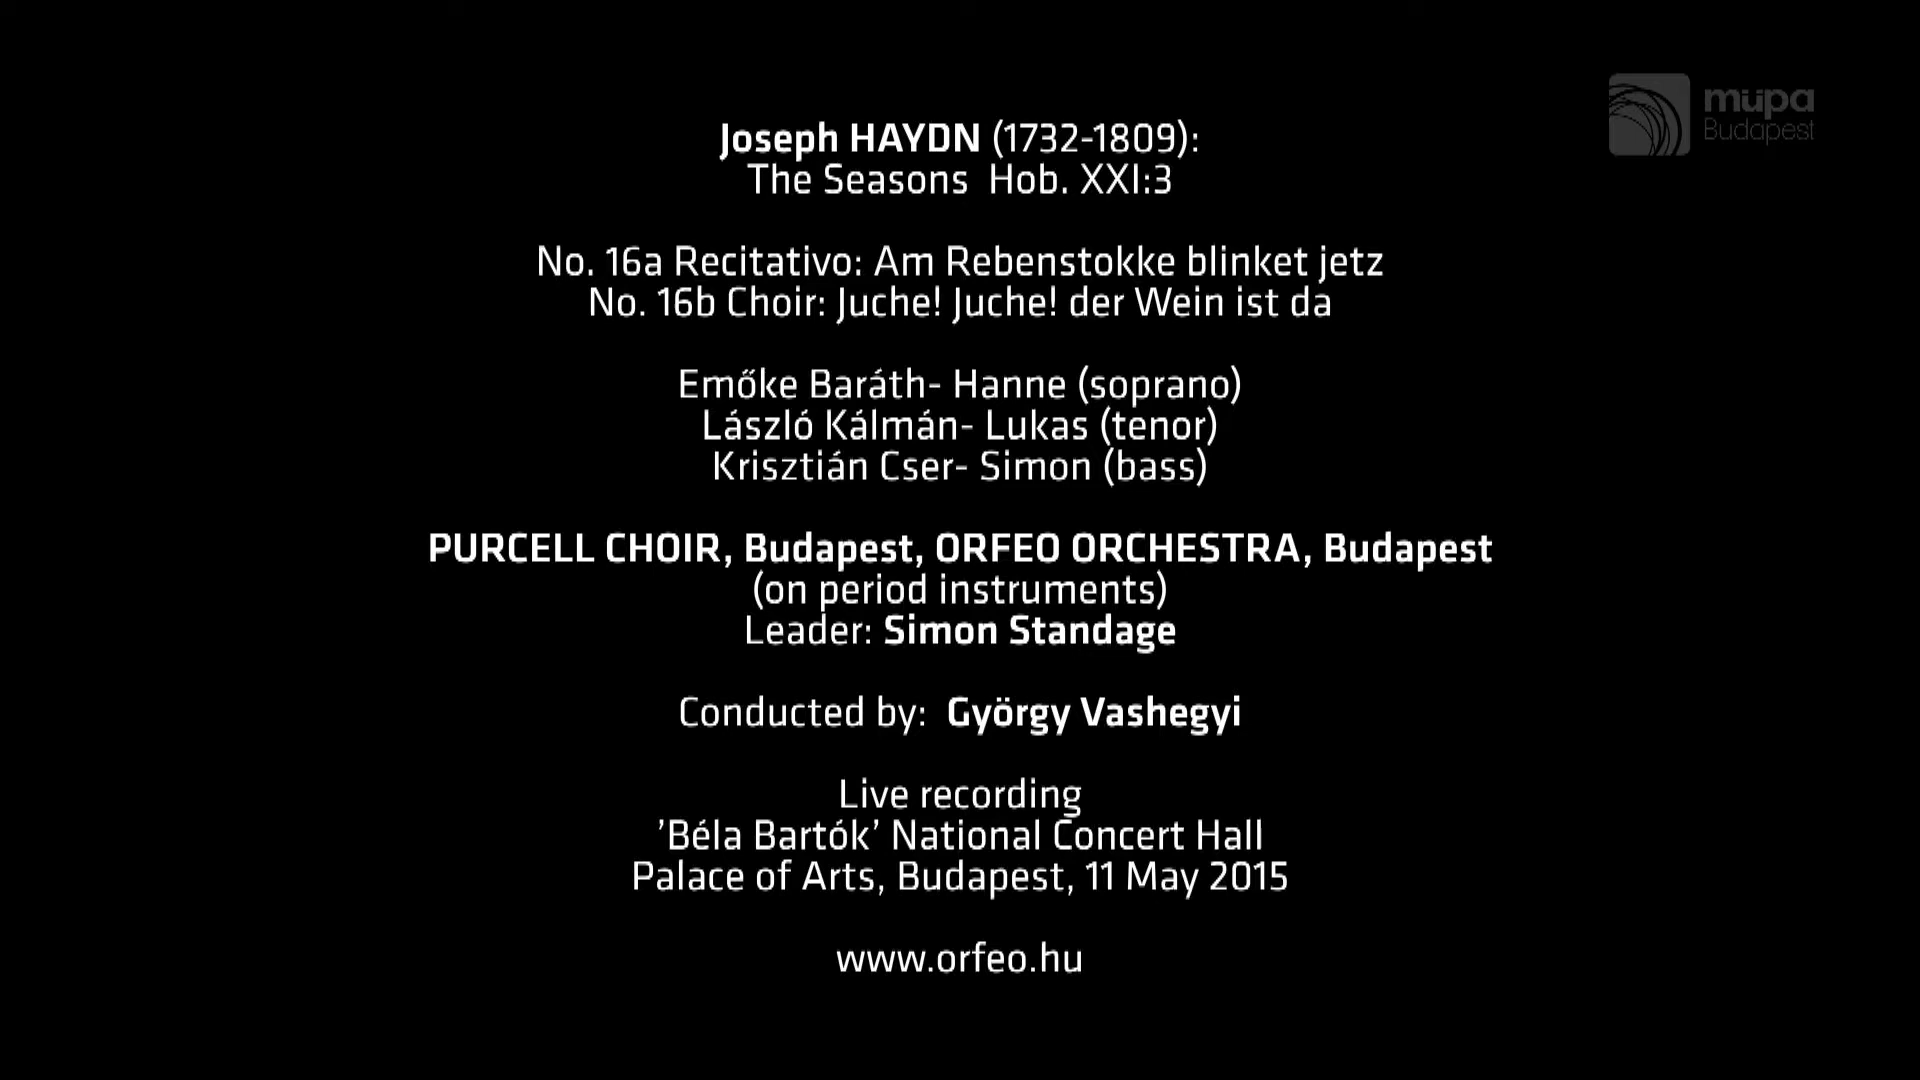 müpa
Budapest
Joseph HAYDN (1732-1809):
The Seasons  Hob. XXI:3
No. 16a Recitativo: Am Rebenstokke blinket jetz
No. 16b Choir: Juche! Juche! der Wein ist da
Emőke Baráth- Hanne (soprano)
László Kálmán- Lukas (tenor)
Krisztián Cser- Simon (bass)
PURCELL CHOIR, Budapest, ORFEO ORCHESTRA, Budapest
(on period instruments)
Leader: Simon Standage
Conducted by:  György Vashegyi
Live recording
’Béla Bartók’ National Concert Hall
Palace of Arts, Budapest, 11 May 2015
www.orfeo.hu